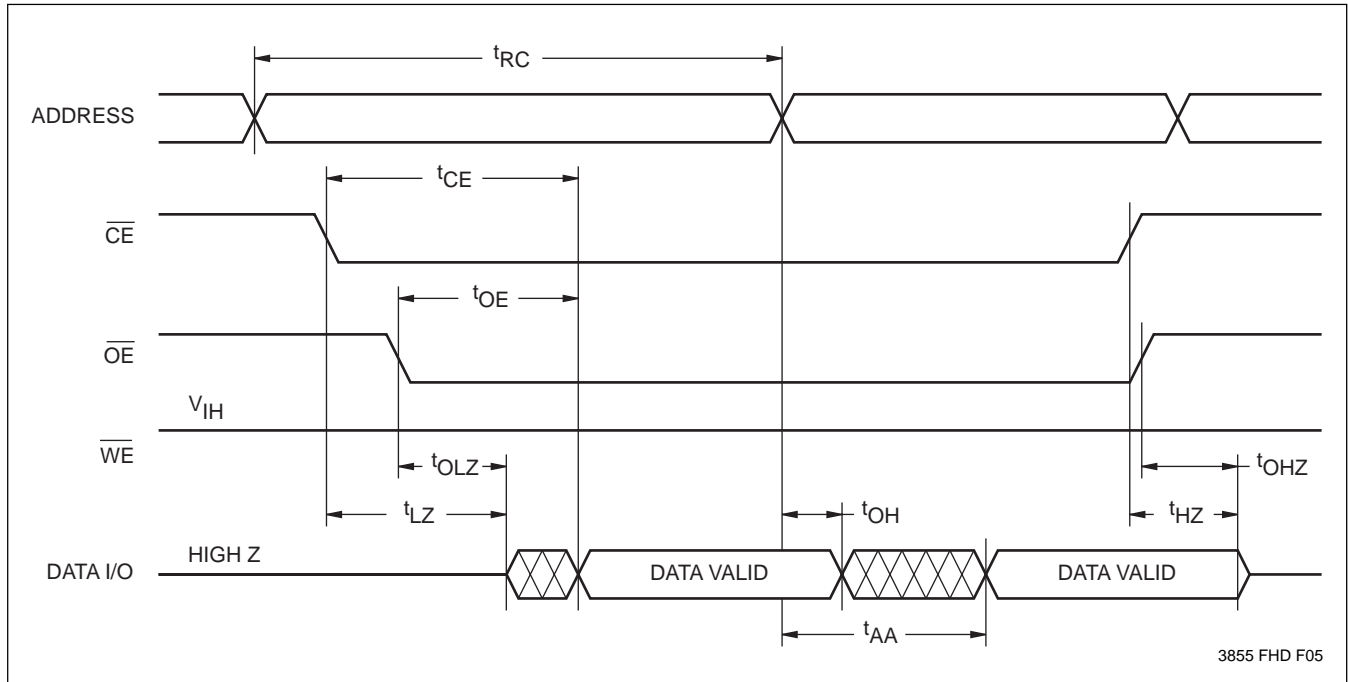 tRC
ADDRESS
tCE
CE
tOE
OE
VIH
WE
tOLZ
tOHZ
tLZ
tOH
tHZ
HIGH Z
DATA I/O
DATA VALID
DATA VALID
tAA
3855 FHD F05